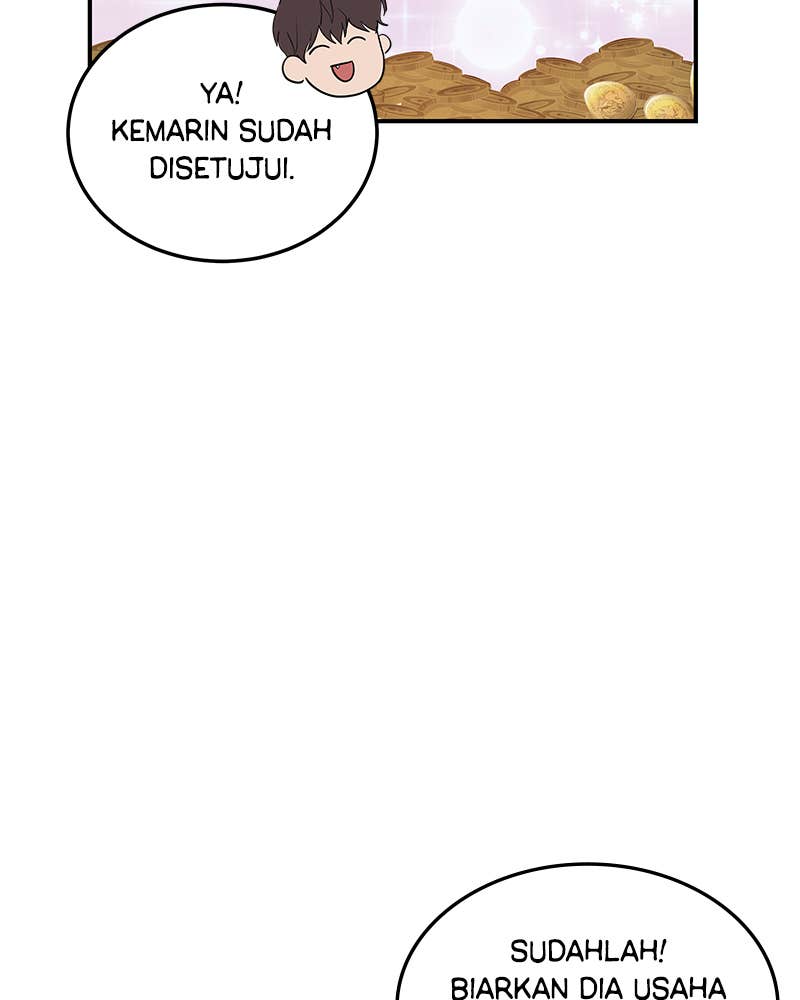 YA!
KEMARIN SUDAH
DISETUJUI.
SUDAHLAH!
BIARKAN DIA USAHA